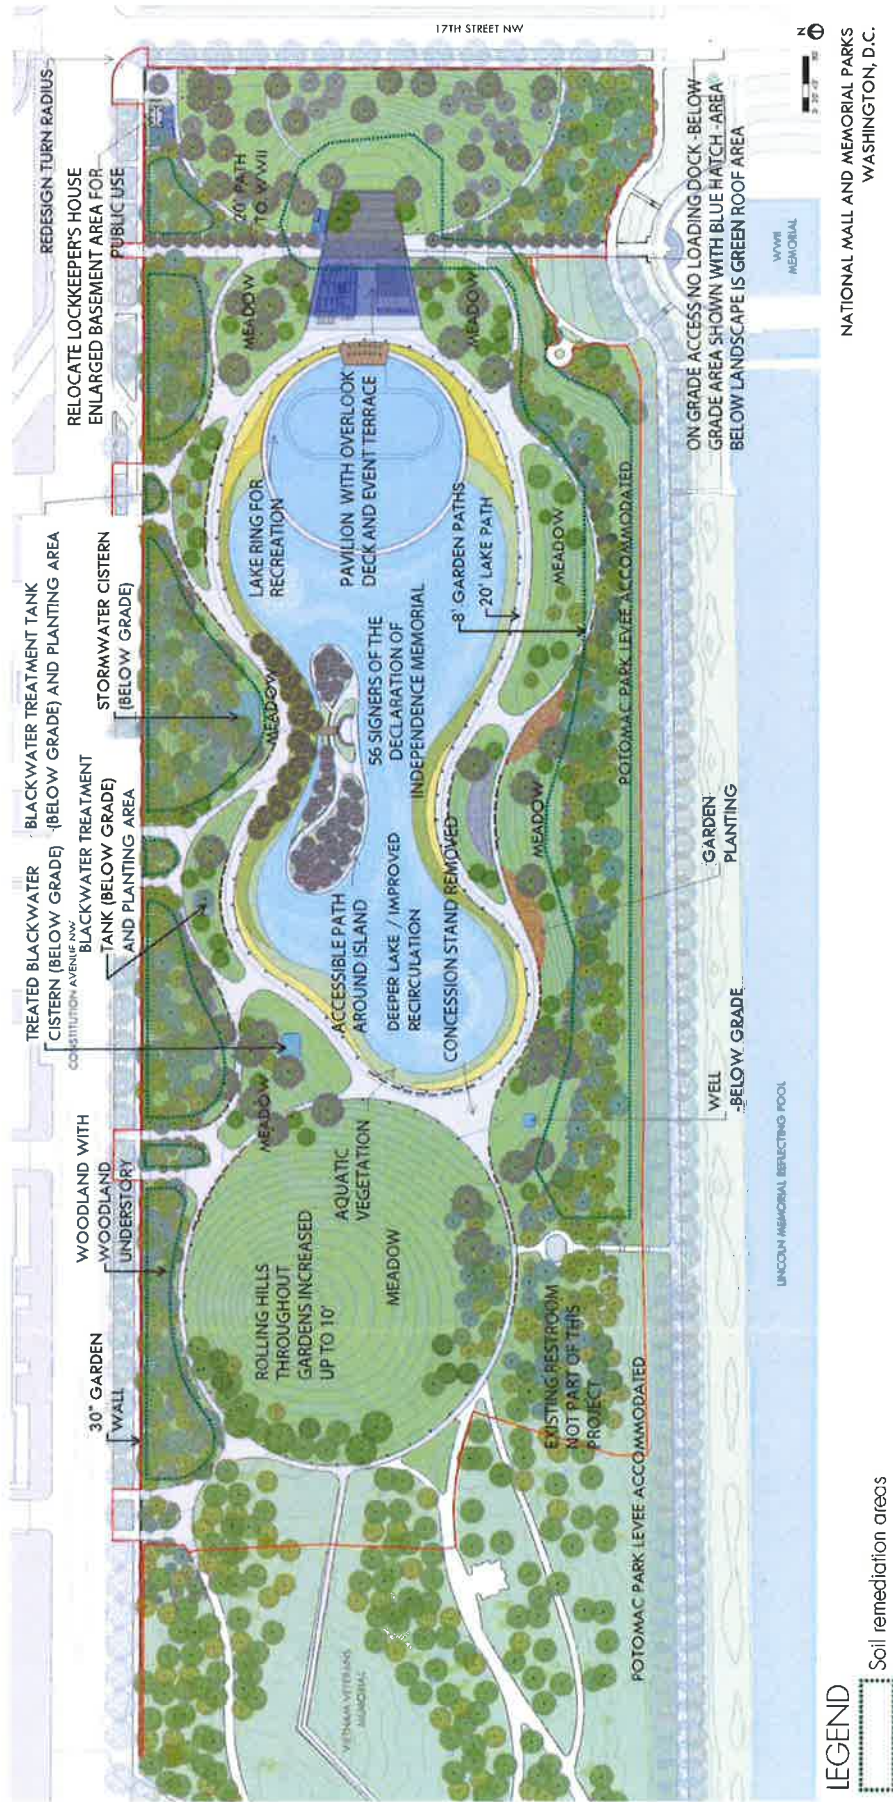 17TH STREET NW
N
NATIONAL MALL AND MEMORIAL PARKS
WASHINGTON, D.C.
REDESIGN TURN RADIUS
RELOCATE LOCKKEEPER'S HOUSE
ENLARGED BASEMENT AREA FOR
PUBLIC USE
20' PATH
TO WWII
ON GRADE ACCESS NO LOADING DOCK -BELOW
GRADE AREA SHOWN WITH BLUE HATCH -AREA
BELOW LANDSCAPE IS GREEN ROOF AREA
WWII
MEMORIAL
MEADOW
MEADOW
BLACKWATER TREATMENT TANK
(BELOW GRADE) AND PLANTING AREA
STORMWATER CISTERN
(BELOW GRADE)
LAKE RING FOR
RECREATION
PAVILION WITH OVERLOOK
DECK AND EVENT TERRACE
8' GARDEN PATHS
20' LAKE PATH
MEADOW
POTOMAC PARK LEVEE ACCOMMODATED
MEADOW
56 SIGNERS OF THE
DECLARATION OF
INDEPENDENCE MEMORIAL
TREATED BLACKWATER
CISTERN (BELOW GRADE)
CONSTITUTION AVENUE NW
BLACKWATER TREATMENT
TANK (BELOW GRADE)
AND PLANTING AREA
ACCESSIBLE PATH
AROUND ISLAND
DEEPER LAKE / IMPROVED
RECIRCULATION
CONCESSION STAND REMOVED
MEADOW
GARDEN
PLANTING
WELL
-BELOW GRADE
WOODLAND WITH
WOODLAND
UNDERSTORY
MEADOW
AQUATIC
VEGETATION
LINCOLN MEMORIAL REFLECTING POOL
30" GARDEN
WALL
ROLLING HILLS
THROUGHOUT
GARDENS INCREASED
UP TO 10'
MEADOW
EXISTING RESTROOM
NOT PART OF THIS
PROJECT
POTOMAC PARK LEVEE ACCOMMODATED
VIETNAM VETERANS
MEMORIAL
LEGEND
Soil remediation areas